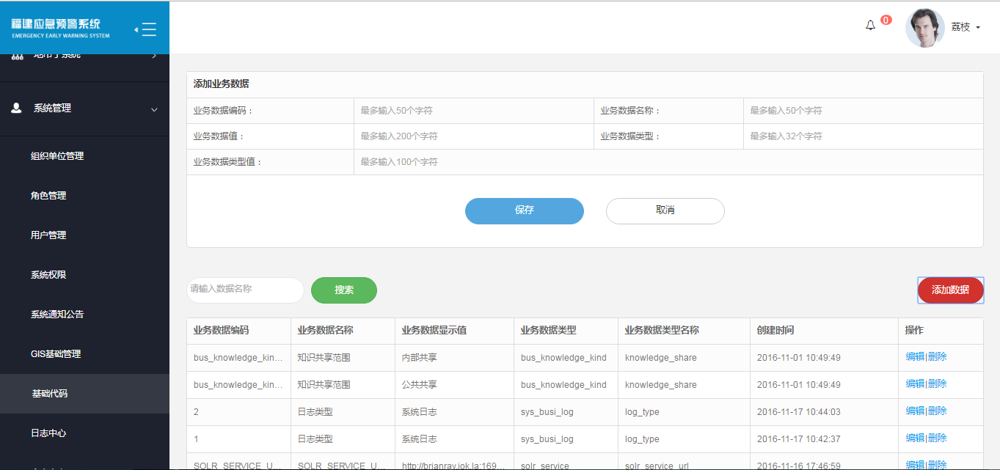 福建应急预警系统
EMERGENCY EARLY WARNING SYSTEM
0
荔枝
地市子系统
系统管理
组织单位管理
角色管理
用户管理
系统权限
系统通知公告
GIS基础管理
基础代码
日志中心
添加业务数据
业务数据编码： 最多输入50个字符 业务数据名称： 最多输入50个字符
业务数据值： 最多输入200个字符 业务数据类型： 最多输入32个字符
业务数据类型值： 最多输入100个字符
保存 取消
请输入数据名称 搜索 添加数据
业务数据编码 业务数据名称 业务数据显示值 业务数据类型 业务数据类型名称 创建时间 操作
bus_knowledge_kin... 知识共享范围 内部共享 bus_knowledge_kind knowledge_share 2016-11-01 10:49:49 编辑|删除
bus_knowledge_kin... 知识共享范围 公共共享 bus_knowledge_kind knowledge_share 2016-11-01 10:49:49 编辑|删除
2 日志类型 系统日志 sys_busi_log log_type 2016-11-17 10:44:03 编辑|删除
1 日志类型 系统日志 sys_busi_log log_type 2016-11-17 10:42:37 编辑|删除
SOLR_SERVICE_U... SOLR_SERVICE_U... http://brianray.iok.la:169... solr_service solr_service_url 2016-11-16 17:46:59 编辑|删除